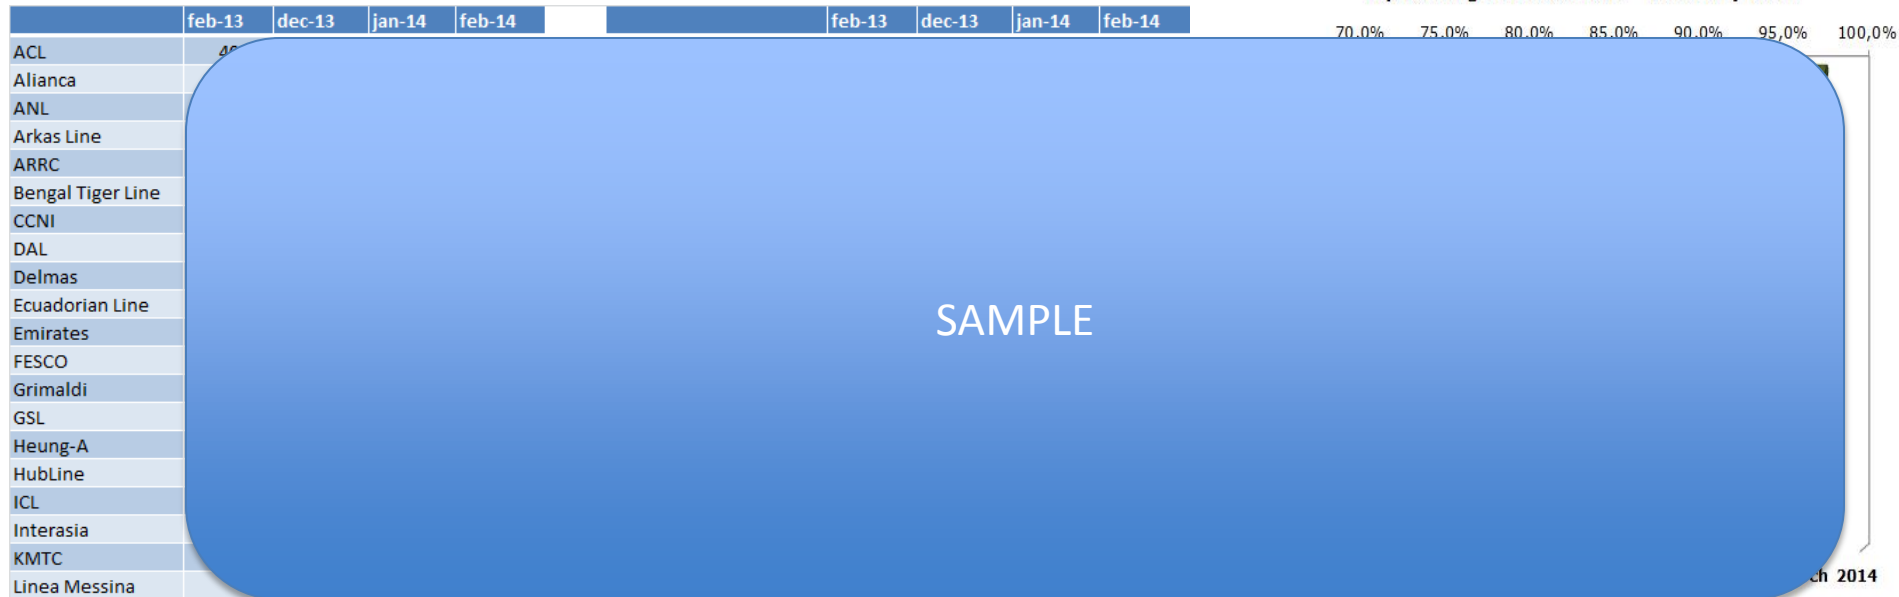 feb-13 dec-13 jan-14 feb-14 feb-13 dec-13 jan-14 feb-14
70,0% 75,0% 80,0% 85,0% 90,0% 95,0% 100,0%
ACL
Alianca
ANL
Arkas Line
ARRC
Bengal Tiger Line
CCNI
DAL
Delmas
Ecuadorian Line
Emirates
SAMPLE
FESCO
Grimaldi
GSL
Heung-A
HubLine
ICL
Interasia
KMTC
2014
Linea Messina